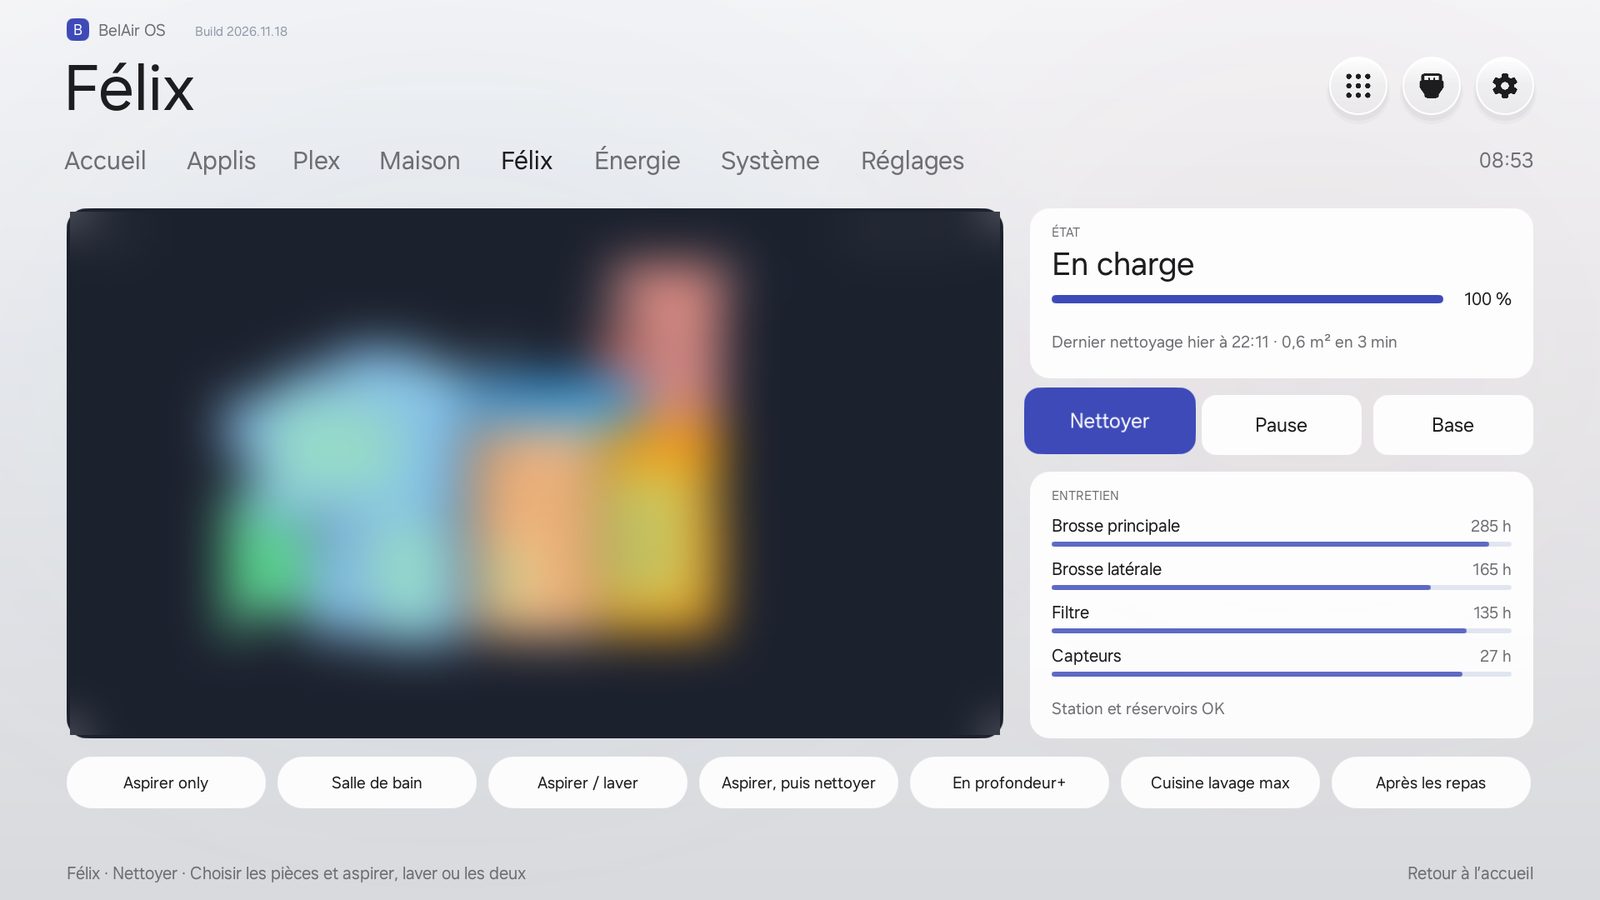 B BelAir OS Build 2026.11.18
Félix
Accueil Applis Plex Maison Félix Énergie Système Réglages 08:53
ÉTAT
En charge
100 %
Dernier nettoyage hier à 22:11 · 0,6 m² en 3 min
Nettoyer Pause Base
ENTRETIEN
Brosse principale 285 h
Brosse latérale 165 h
Filtre 135 h
Capteurs 27 h
Station et réservoirs OK
Aspirer only Salle de bain Aspirer / laver Aspirer, puis nettoyer En profondeur+ Cuisine lavage max Après les repas
Félix · Nettoyer · Choisir les pièces et aspirer, laver ou les deux Retour à l’accueil